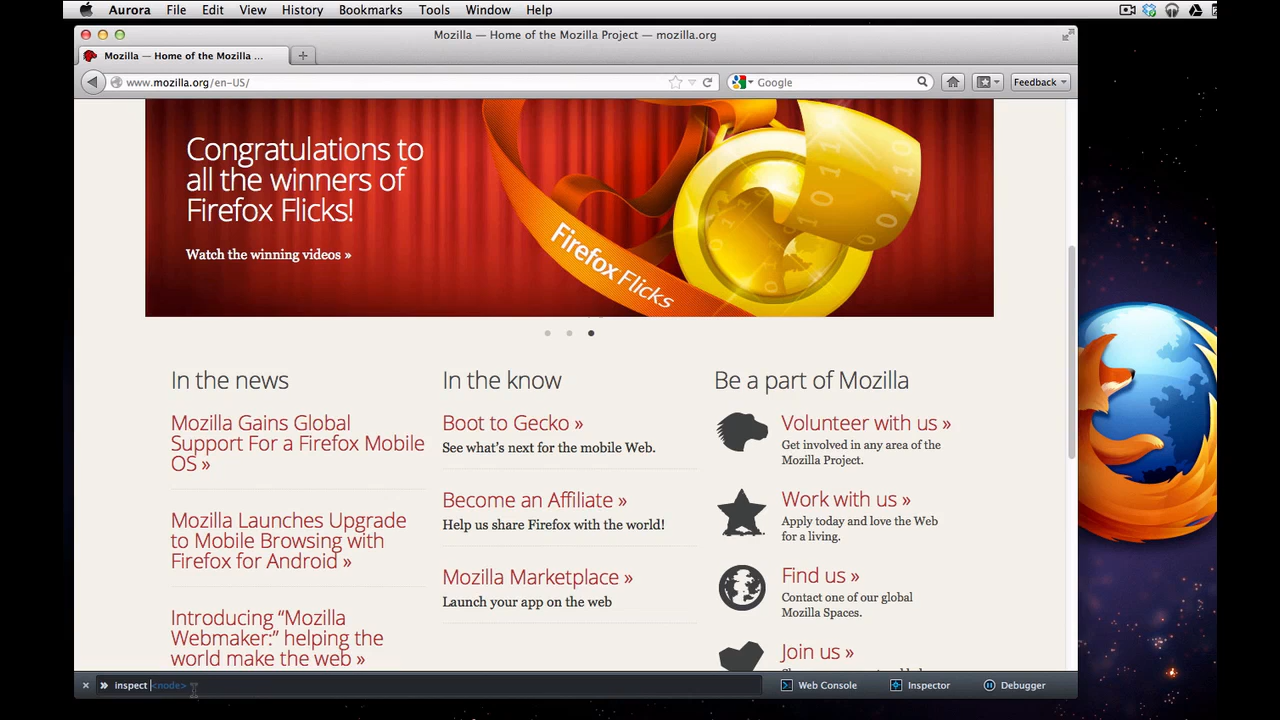 Aurora File Edit View History Bookmarks Tools Window Help
Mozilla — Home of the Mozilla Project — mozilla.org
Mozilla — Home of the Mozilla ...
www.mozilla.org/en-US/
Google
Feedback
Congratulations to
all the winners of
Firefox Flicks!
Watch the winning videos »
Firefox Flicks
In the news
Mozilla Gains Global
Support For a Firefox Mobile
OS »
Mozilla Launches Upgrade
to Mobile Browsing with
Firefox for Android »
Introducing “Mozilla
Webmaker:” helping the
world make the web »
In the know
Boot to Gecko »
See what’s next for the mobile Web.
Become an Affiliate »
Help us share Firefox with the world!
Mozilla Marketplace »
Launch your app on the web
Be a part of Mozilla
Volunteer with us »
Get involved in any area of the
Mozilla Project.
Work with us »
Apply today and love the Web
for a living.
Find us »
Contact one of our global
Mozilla Spaces.
Join us »
» inspect <node>
Web Console
Inspector
Debugger